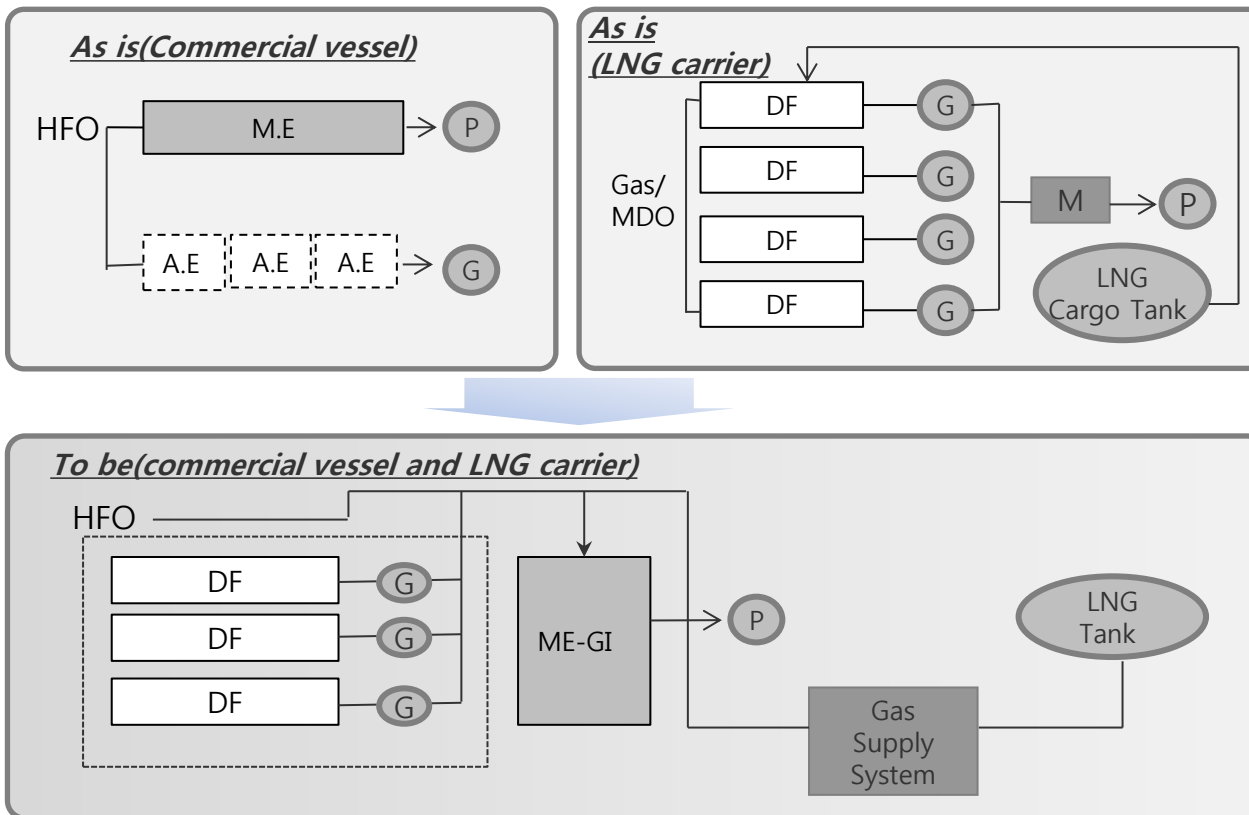 As is(Commercial vessel)
HFO
M.E
P
A.E
A.E
A.E
G
As is
(LNG carrier)
DF
G
DF
G
Gas/
MDO
DF
G
DF
G
M
P
LNG
Cargo Tank
To be(commercial vessel and LNG carrier)
HFO
DF
G
DF
G
DF
G
ME-GI
P
LNG
Tank
Gas
Supply
System